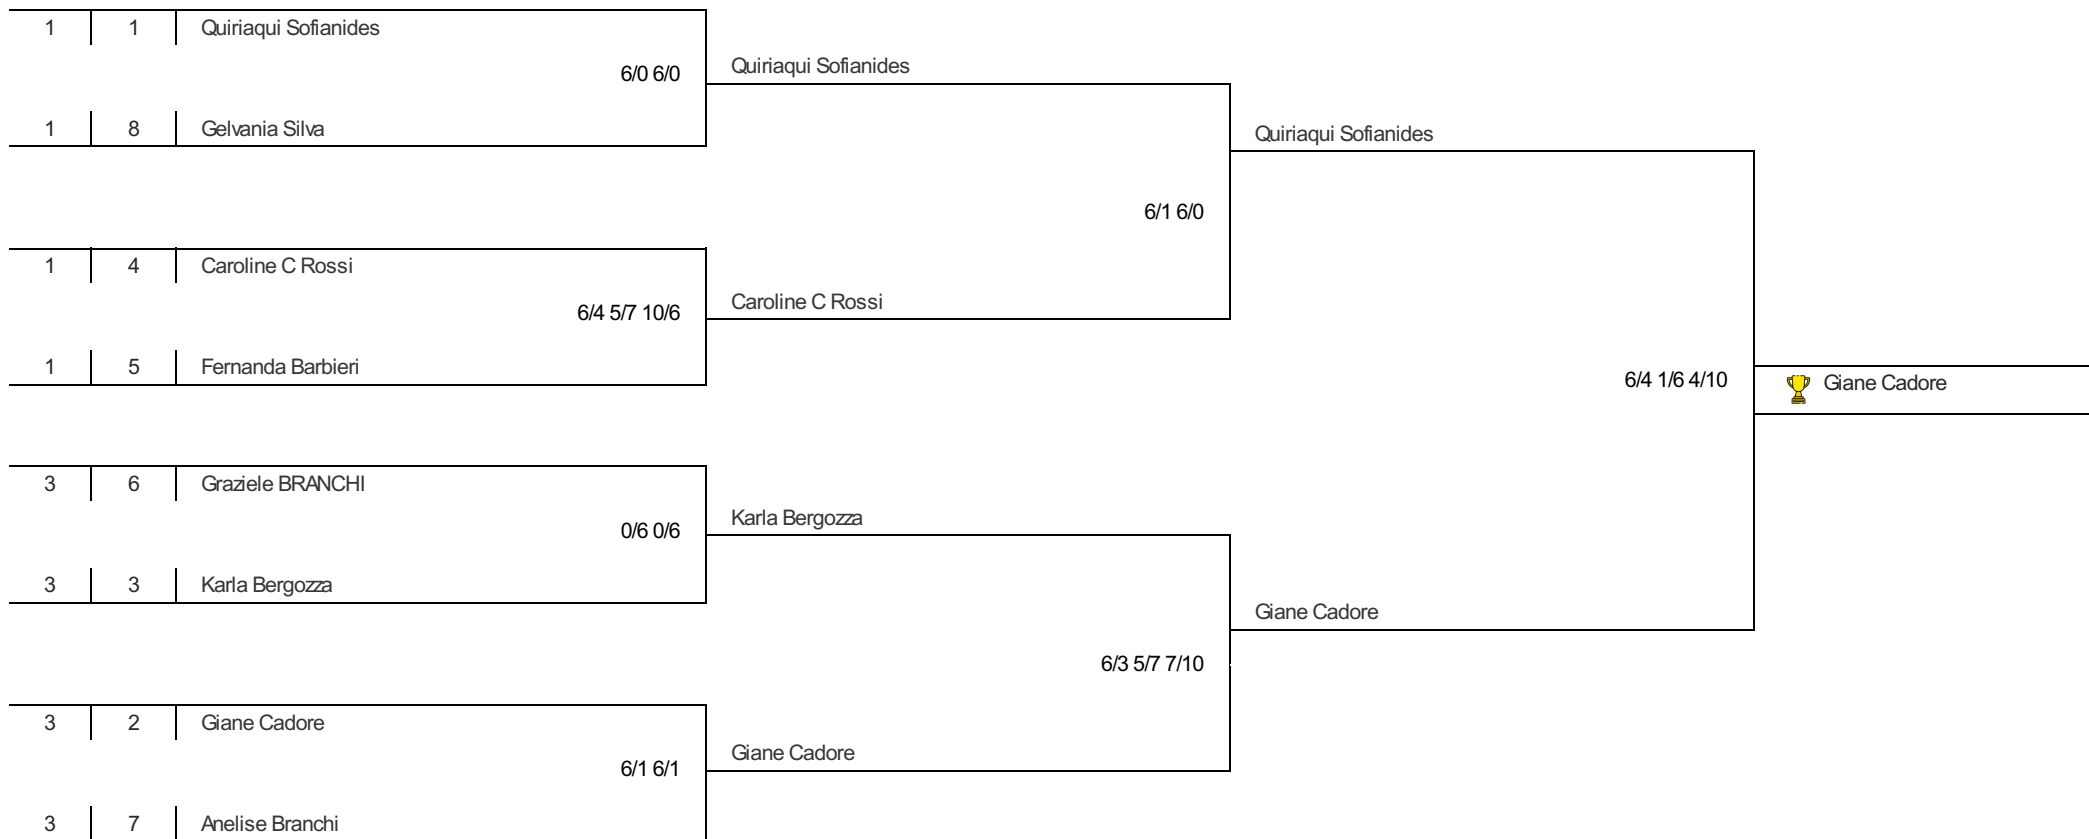 1 1 Quiriaqui Sofianides
6/0 6/0
Quiriaqui Sofianides
1 8 Gelvania Silva
Quiriaqui Sofianides
6/1 6/0
1 4 Caroline C Rossi
6/4 5/7 10/6
Caroline C Rossi
1 5 Fernanda Barbieri
6/4 1/6 4/10
Giane Cadore
3 6 Graziele BRANCHI
0/6 0/6
Karla Bergozza
3 3 Karla Bergozza
Giane Cadore
6/3 5/7 7/10
3 2 Giane Cadore
6/1 6/1
Giane Cadore
3 7 Anelise Branchi